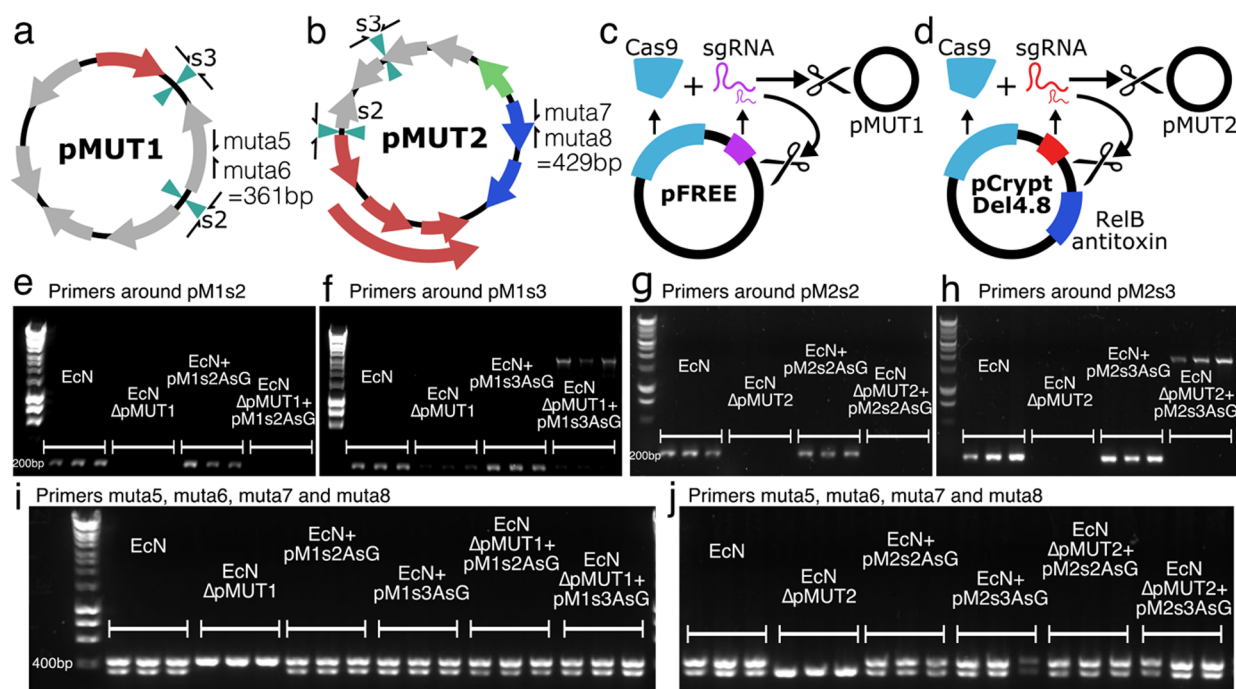 a
s3
pMUT1
muta5
muta6
=361bp
s2
b
s3
s2
pMUT2
muta7
muta8
=429bp
c
Cas9
sgRNA
+
pMUT1
pFREE
d
Cas9
sgRNA
+
pMUT2
pCrypt
Del4.8
RelB
antitoxin
e Primers around pM1s2
EcN
EcN
ΔpMUT1
EcN+
pM1s2AsG
EcN
ΔpMUT1+
pM1s2AsG
200bp
f Primers around pM1s3
EcN
EcN
ΔpMUT1
EcN+
pM1s3AsG
EcN
ΔpMUT1+
pM1s3AsG
g Primers around pM2s2
EcN
EcN
ΔpMUT2
EcN+
pM2s2AsG
EcN
ΔpMUT2+
pM2s2AsG
200bp
h Primers around pM2s3
EcN
EcN
ΔpMUT2
EcN+
pM2s3AsG
EcN
ΔpMUT2+
pM2s3AsG
i Primers muta5, muta6, muta7 and muta8
EcN
EcN
ΔpMUT1
EcN+
pM1s2AsG
EcN+
pM1s3AsG
EcN
ΔpMUT1+
pM1s2AsG
EcN
ΔpMUT1+
pM1s3AsG
400bp
j Primers muta5, muta6, muta7 and muta8
EcN
EcN
ΔpMUT2
EcN+
pM2s2AsG
EcN+
pM2s3AsG
EcN
ΔpMUT2+
pM2s2AsG
EcN
ΔpMUT2+
pM2s3AsG